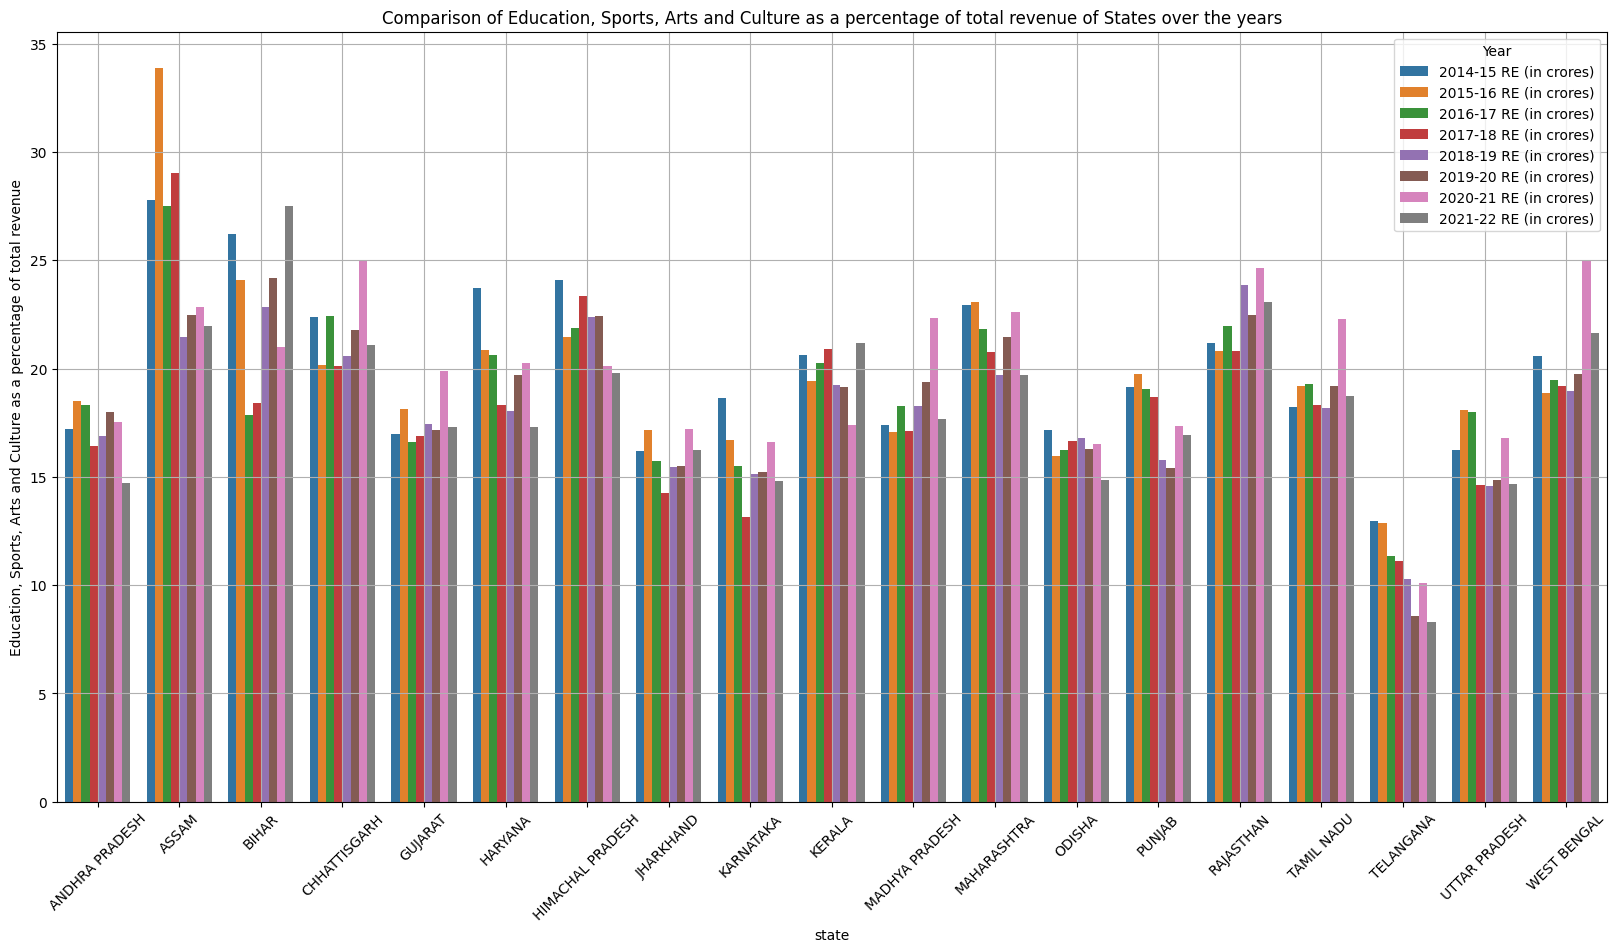 Comparison of Education, Sports, Arts and Culture as a percentage of total revenue of States over the years
Education, Sports, Arts and Culture as a percentage of total revenue
35
30
25
20
15
10
5
0
Year
2014-15 RE (in crores)
2015-16 RE (in crores)
2016-17 RE (in crores)
2017-18 RE (in crores)
2018-19 RE (in crores)
2019-20 RE (in crores)
2020-21 RE (in crores)
2021-22 RE (in crores)
ANDHRA PRADESH
ASSAM
BIHAR
CHHATTISGARH
GUJARAT
HARYANA
HIMACHAL PRADESH
JHARKHAND
KARNATAKA
KERALA
MADHYA PRADESH
MAHARASHTRA
ODISHA
PUNJAB
RAJASTHAN
TAMIL NADU
TELANGANA
UTTAR PRADESH
WEST BENGAL
state